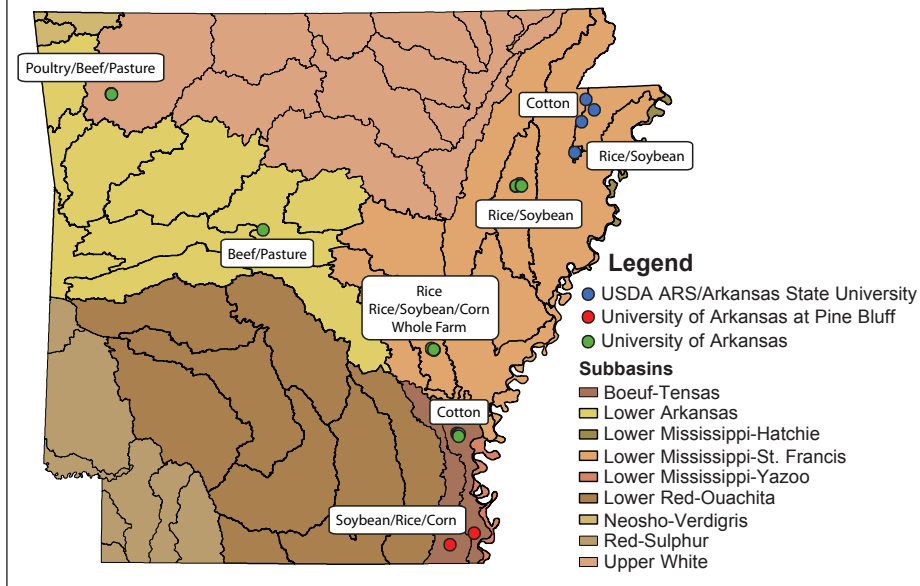 Poultry/Beef/Pasture
Cotton
Rice/Soybean
Rice/Soybean
Beef/Pasture
Rice
Rice/Soybean/Corn
Whole Farm
Cotton
Soybean/Rice/Corn
Legend
USDA ARS/Arkansas State University
University of Arkansas at Pine Bluff
University of Arkansas
Subbasins
Boeuf-Tensas
Lower Arkansas
Lower Mississippi-Hatchie
Lower Mississippi-St. Francis
Lower Mississippi-Yazoo
Lower Red-Ouachita
Neosho-Verdigris
Red-Sulphur
Upper White